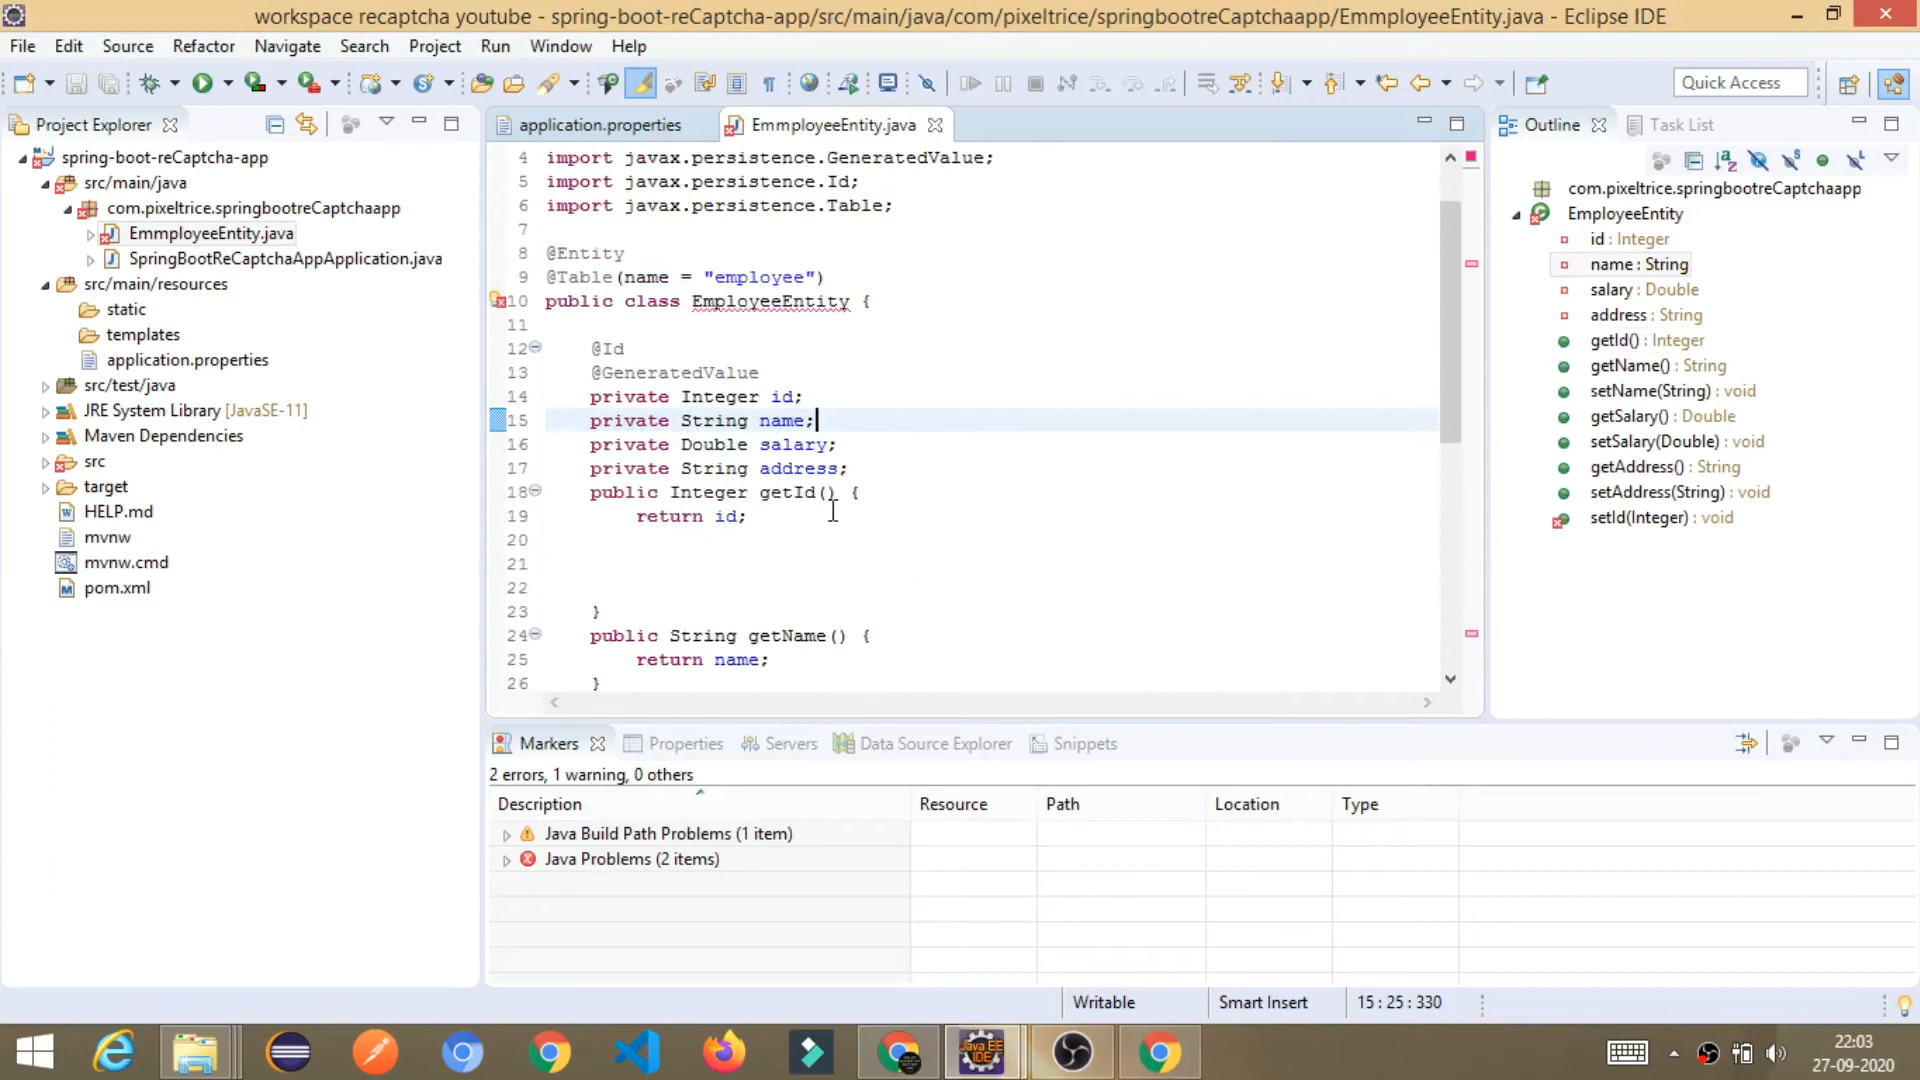 workspace recaptcha youtube - spring-boot-reCaptcha-app/src/main/java/com/pixeltrice/springbootreCaptchaapp/EmmployeeEntity.java - Eclipse IDE
File Edit Source Refactor Navigate Search Project Run Window Help
Quick Access
Project Explorer
spring-boot-reCaptcha-app
src/main/java
com.pixeltrice.springbootreCaptchaapp
EmmployeeEntity.java
SpringBootReCaptchaAppApplication.java
src/main/resources
static
templates
application.properties
src/test/java
JRE System Library [JavaSE-11]
Maven Dependencies
src
target
HELP.md
mvnw
mvnw.cmd
pom.xml
application.properties EmmployeeEntity.java
4 import javax.persistence.GeneratedValue;
5 import javax.persistence.Id;
6 import javax.persistence.Table;
7
8 @Entity
9 @Table(name = "employee")
10 public class EmployeeEntity {
11
12 @Id
13 @GeneratedValue
14 private Integer id;
15 private String name;
16 private Double salary;
17 private String address;
18 public Integer getId() {
19 return id;
20
21
22
23 }
24 public String getName() {
25 return name;
26 }
Outline Task List
com.pixeltrice.springbootreCaptchaapp
EmployeeEntity
id : Integer
name : String
salary : Double
address : String
getId() : Integer
getName() : String
setName(String) : void
getSalary() : Double
setSalary(Double) : void
getAddress() : String
setAddress(String) : void
setId(Integer) : void
Markers Properties Servers Data Source Explorer Snippets
2 errors, 1 warning, 0 others
Description Resource Path Location Type
Java Build Path Problems (1 item)
Java Problems (2 items)
Writable Smart Insert 15 : 25 : 330
Java EE
IDE
22:03
27-09-2020